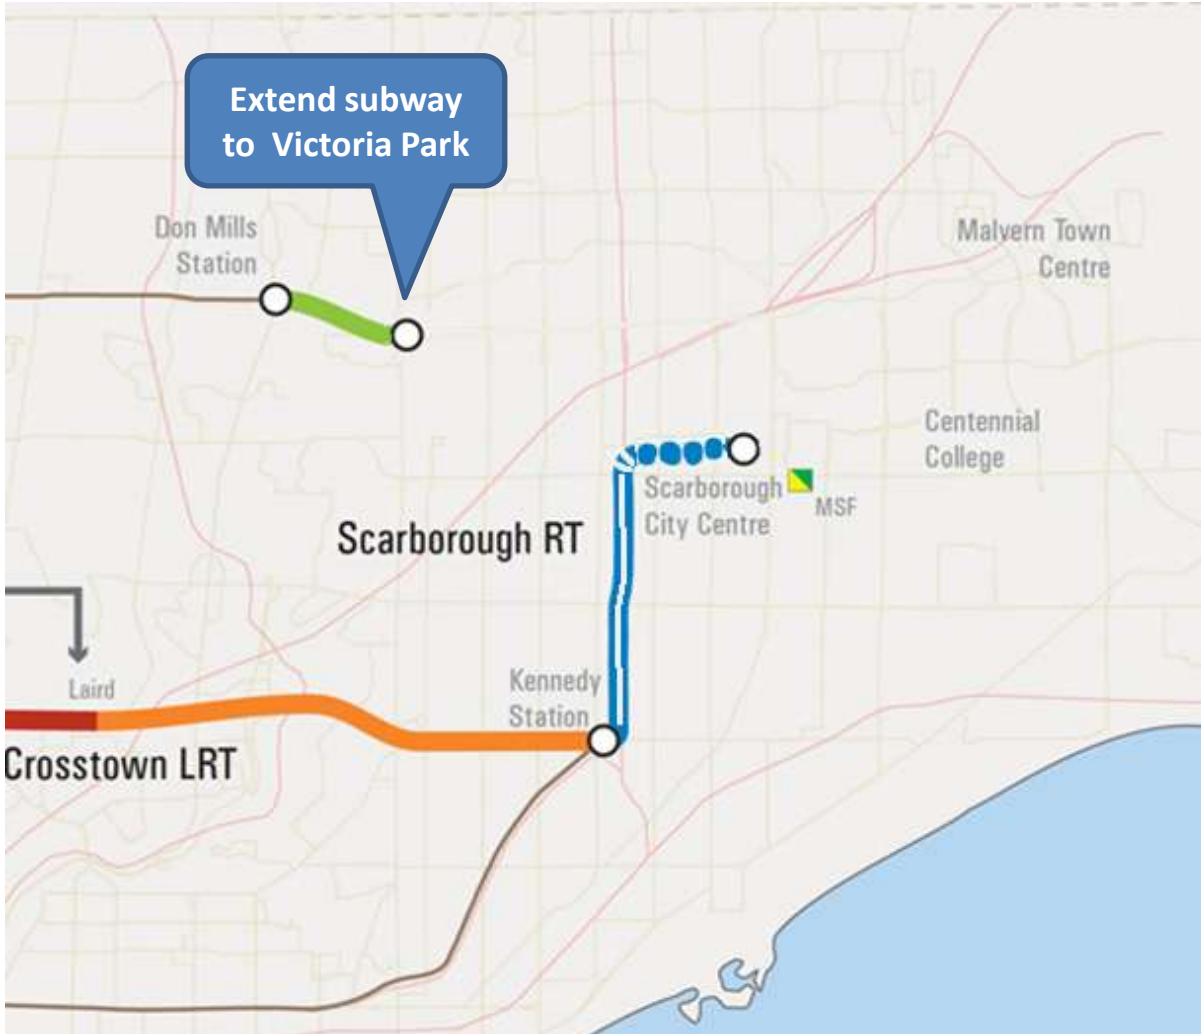 Extend subway
to Victoria Park
Don Mills
Station
Malvern Town
Centre
Centennial
College
Scarborough
City Centre
MSF
Scarborough RT
Kennedy
Station
Laird
Crosstown LRT